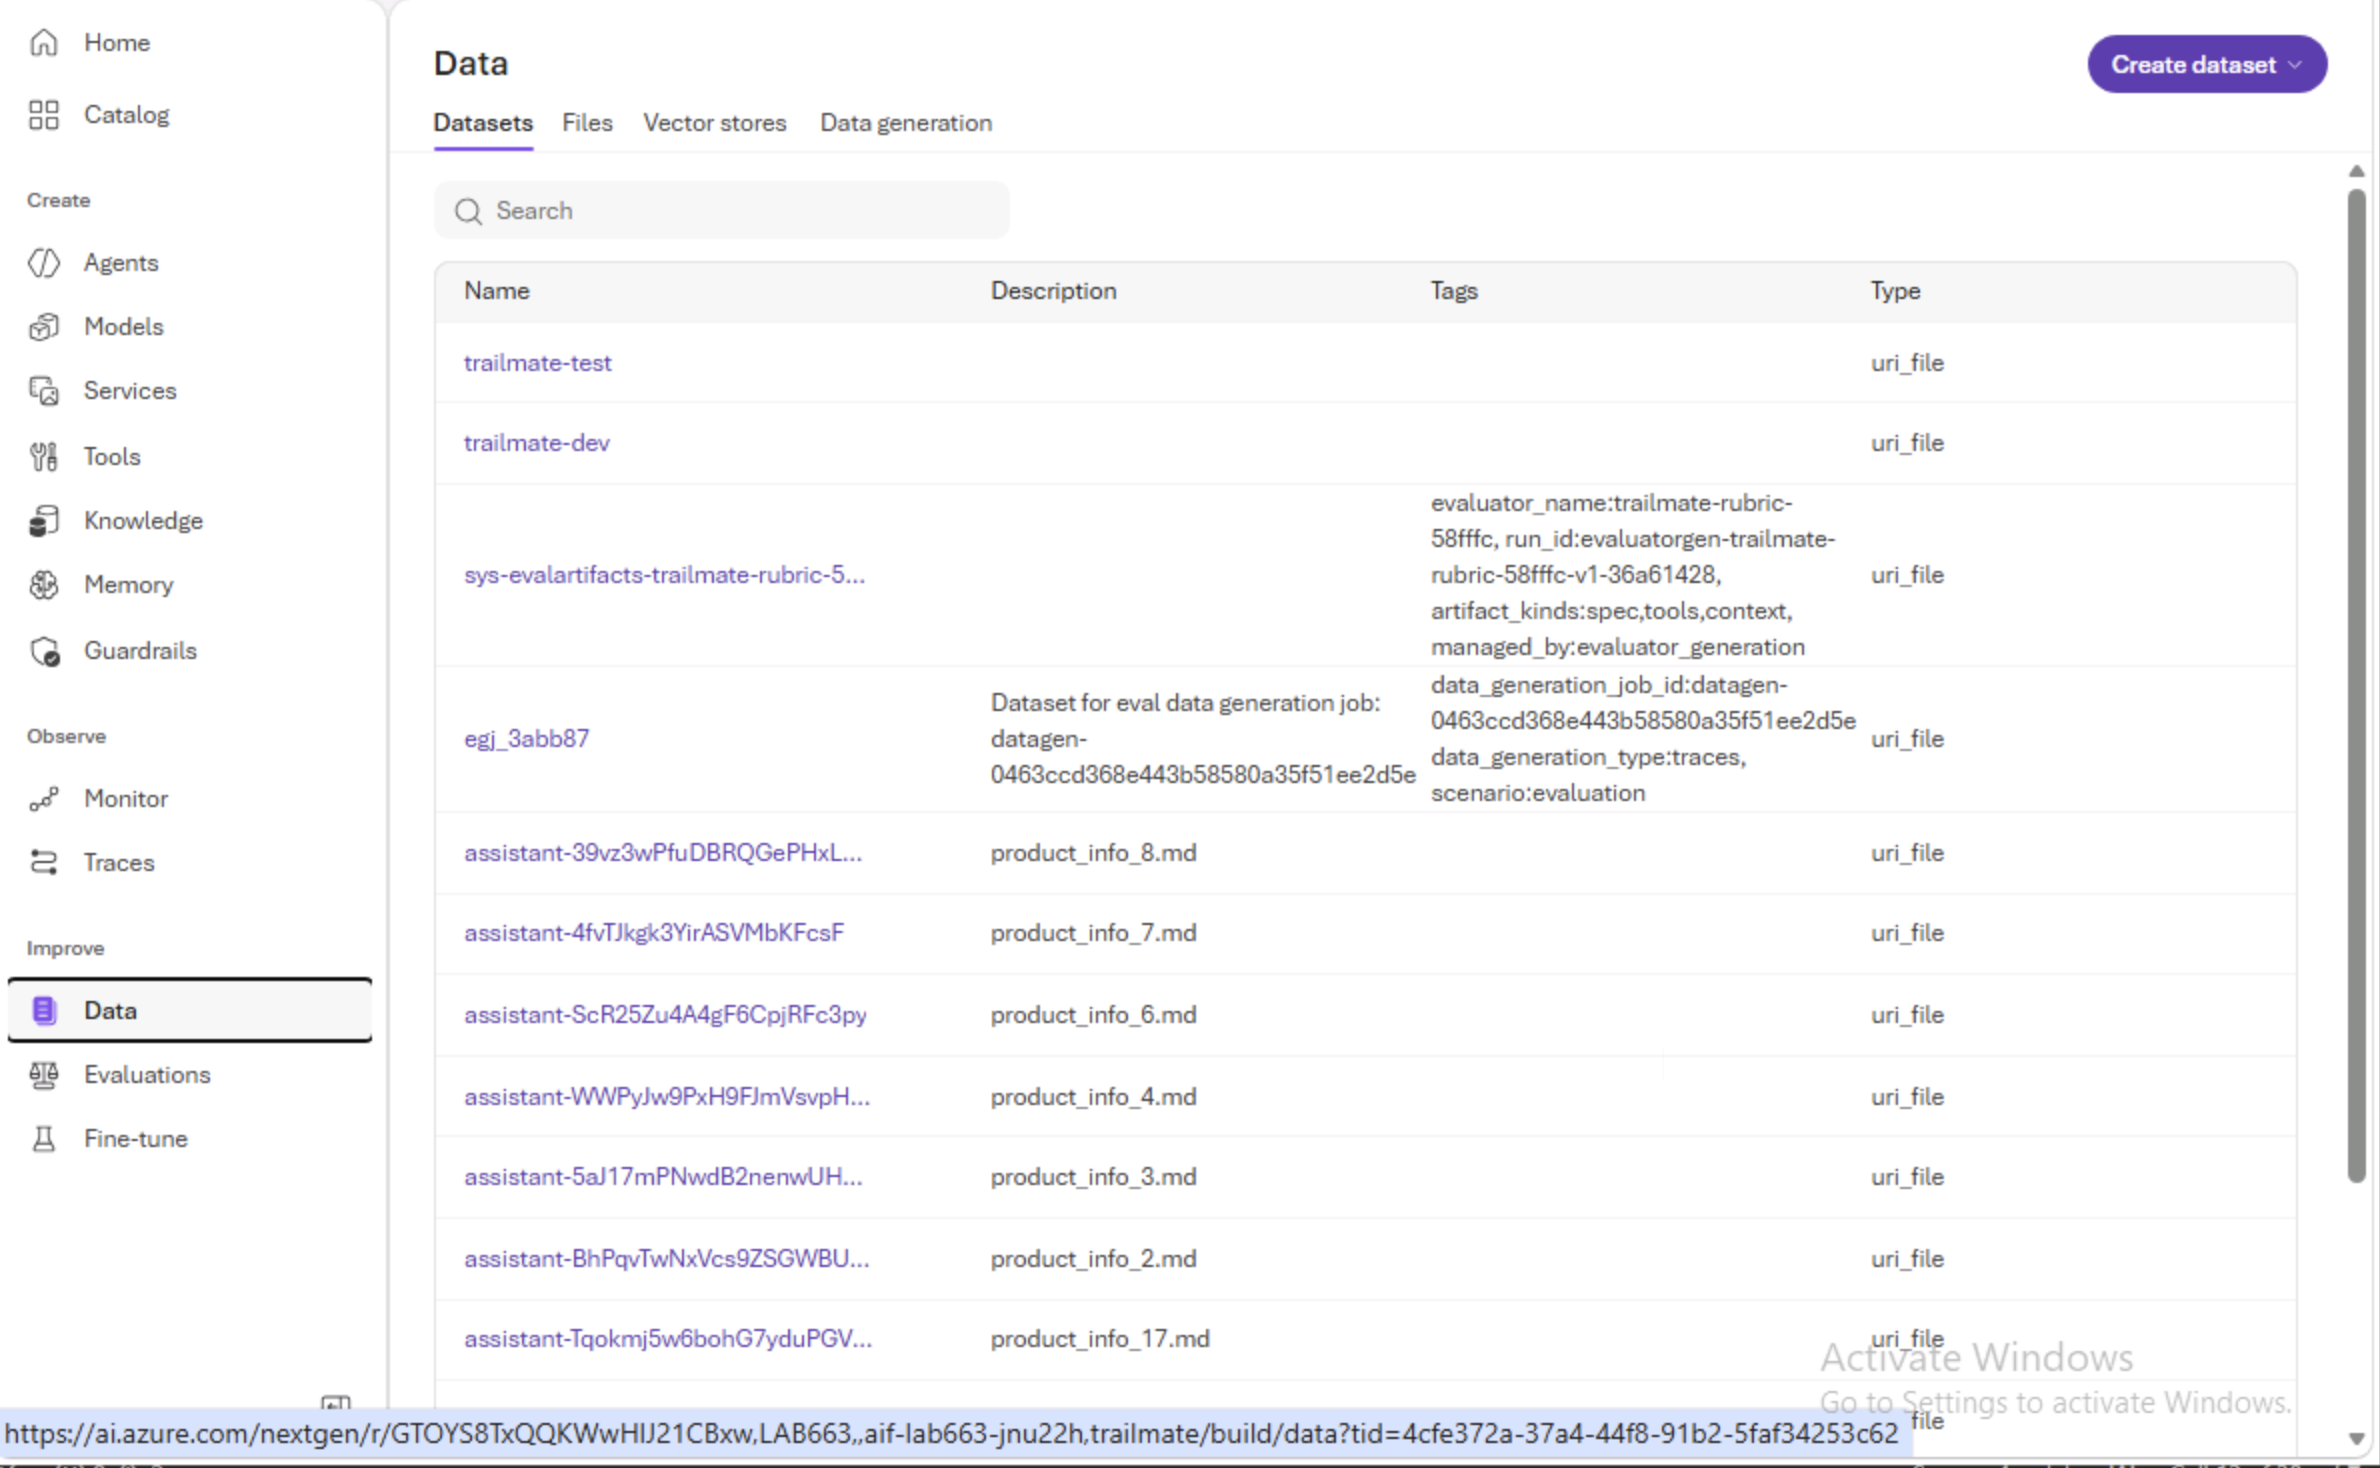 Home
Catalog
Create
Agents
Models
Services
Tools
Knowledge
Memory
Guardrails
Observe
Monitor
Traces
Improve
Data
Evaluations
Fine-tune
Data
Create dataset
Datasets Files Vector stores Data generation
Search
Name Description Tags Type
trailmate-test uri_file
trailmate-dev uri_file
sys-evalartifacts-trailmate-rubric-5...
evaluator_name:trailmate-rubric-
58fffc, run_id:evaluatorgen-trailmate-
rubric-58fffc-v1-36a61428,
artifact_kinds:spec,tools,context,
managed_by:evaluator_generation
uri_file
egj_3abb87
Dataset for eval data generation job:
datagen-
0463ccd368e443b58580a35f51ee2d5e
data_generation_job_id:datagen-
0463ccd368e443b58580a35f51ee2d5e
data_generation_type:traces,
scenario:evaluation
uri_file
assistant-39vz3wPfuDBRQGePHxL... product_info_8.md uri_file
assistant-4fvTJkgk3YirASVMbKFcsF product_info_7.md uri_file
assistant-ScR25Zu4A4gF6CpjRFc3py product_info_6.md uri_file
assistant-WWPyJw9PxH9FJmVsvpH... product_info_4.md uri_file
assistant-5aJ17mPNwdB2nenwUH... product_info_3.md uri_file
assistant-BhPqvTwNxVcs9ZSGWBU... product_info_2.md uri_file
assistant-Tqokmj5w6bohG7yduPGV... product_info_17.md uri_file
Activate Windows
Go to Settings to activate Windows.
file
https://ai.azure.com/nextgen/r/GTOYS8TxQQKWwHIJ21CBxw,LAB663,,aif-lab663-jnu22h,trailmate/build/data?tid=4cfe372a-37a4-44f8-91b2-5faf34253c62